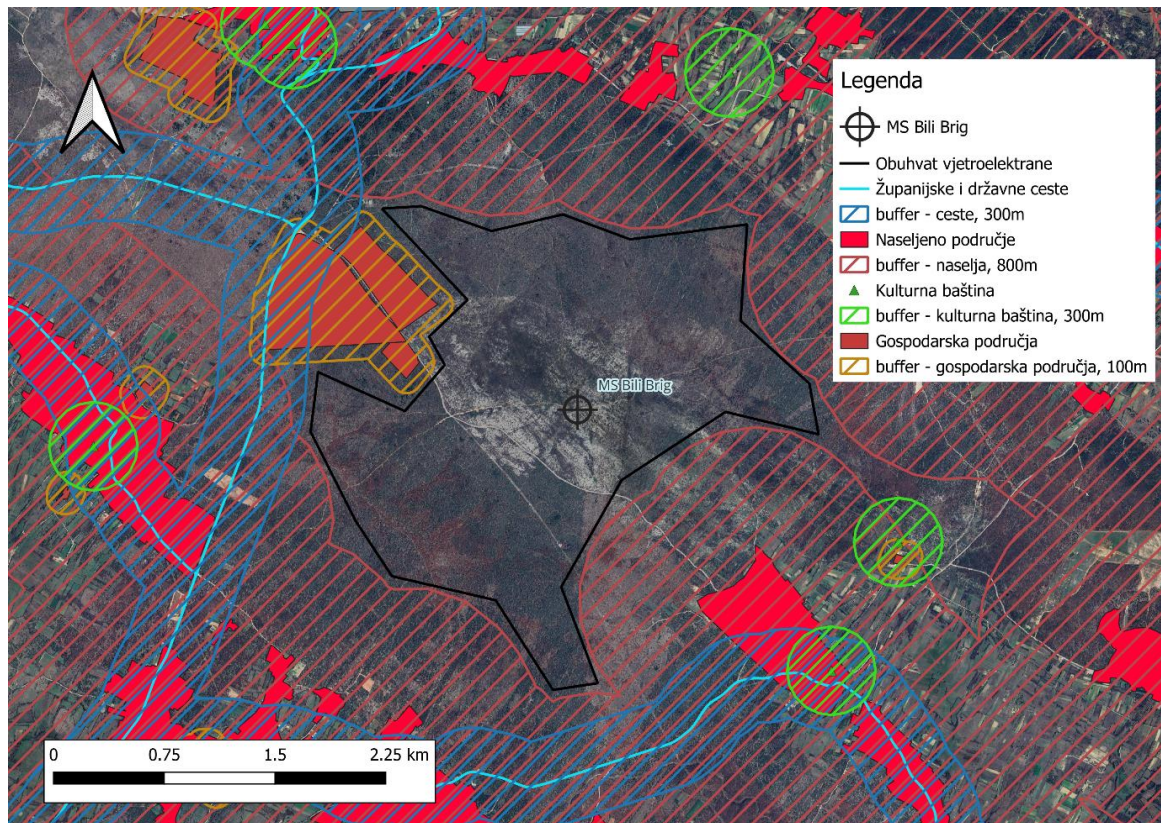 Legenda
MS Bili Brig
Obuhvat vjetroelektrane
Županijske i državne ceste
buffer - ceste, 300m
Naseljeno područje
buffer - naselja, 800m
Kulturna baština
buffer - kulturna baština, 300m
Gospodarska područja
buffer - gospodarska područja, 100m
MS Bili Brig
0 0.75 1.5 2.25 km